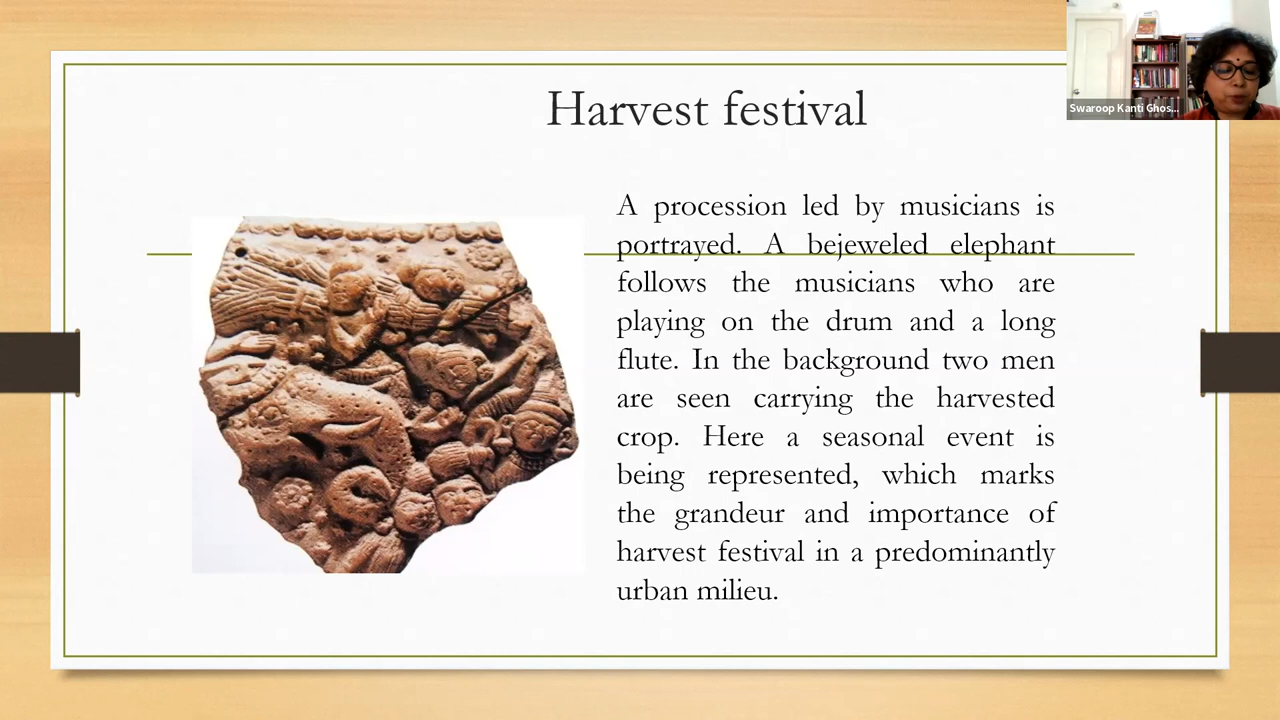 Harvest festival
Swaroop Kanti Ghos...
A procession led by musicians is
portrayed. A bejeweled elephant
follows the musicians who are
playing on the drum and a long
flute. In the background two men
are seen carrying the harvested
crop. Here a seasonal event is
being represented, which marks
the grandeur and importance of
harvest festival in a predominantly
urban milieu.